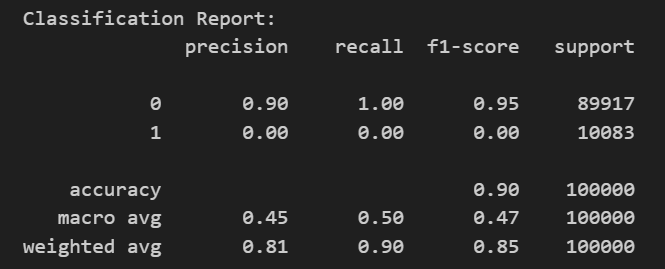 Classification Report:
precision recall f1-score support
0 0.90 1.00 0.95 89917
1 0.00 0.00 0.00 10083
accuracy 0.90 100000
macro avg 0.45 0.50 0.47 100000
weighted avg 0.81 0.90 0.85 100000